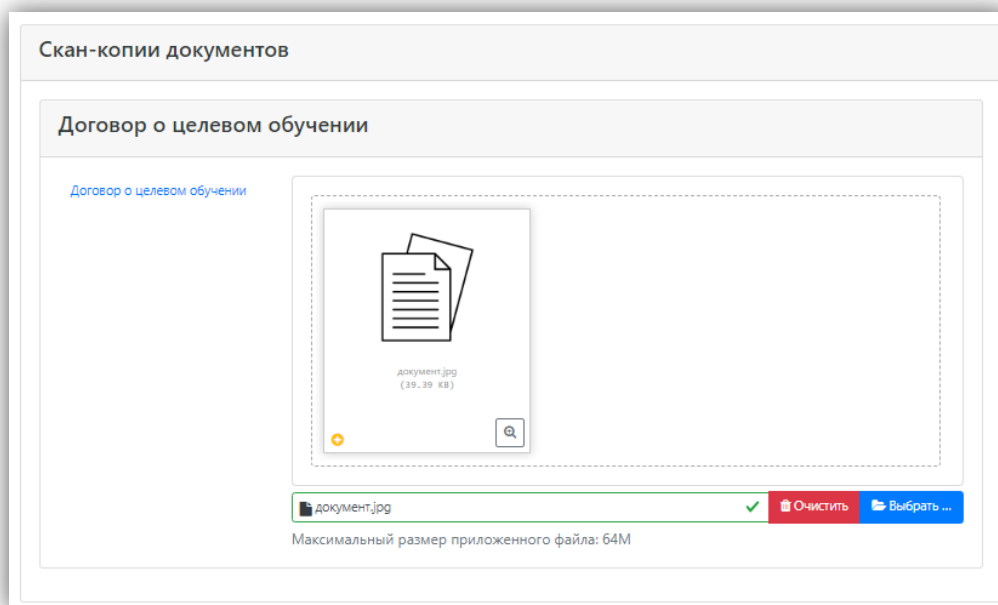 Скан-копии документов
Договор о целевом обучении
Договор о целевом обучении
документ.jpg
(39.39 KB)
документ.jpg
Очистить
Выбрать ...
Максимальный размер приложенного файла: 64M